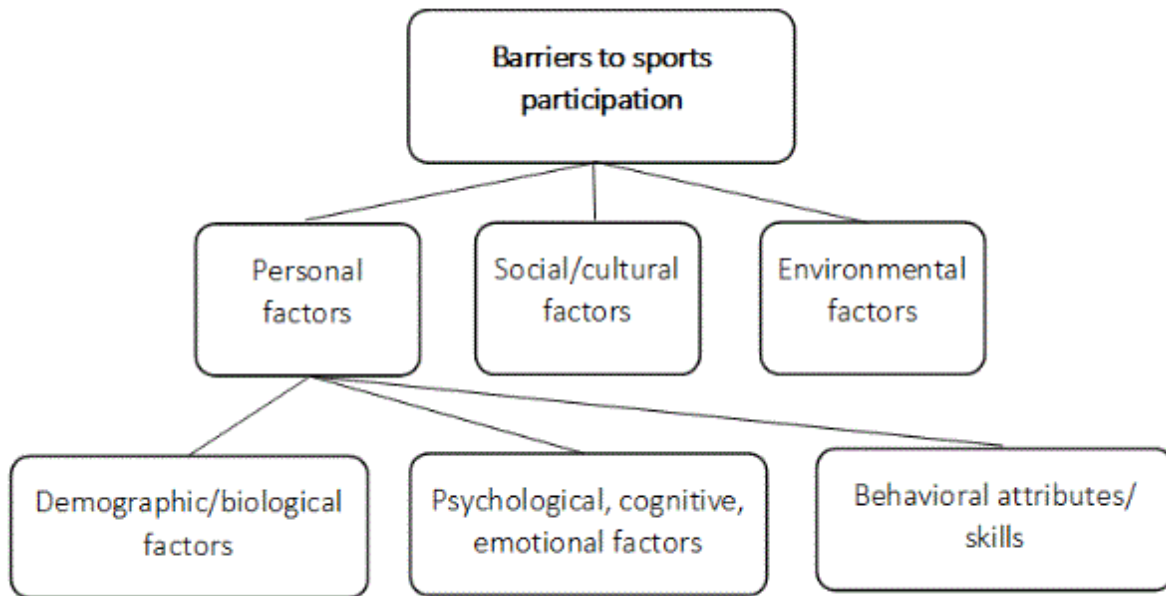 Barriers to sports
participation
Personal
factors
Social/cultural
factors
Environmental
factors
Demographic/biological
factors
Psychological, cognitive,
emotional factors
Behavioral attributes/
skills